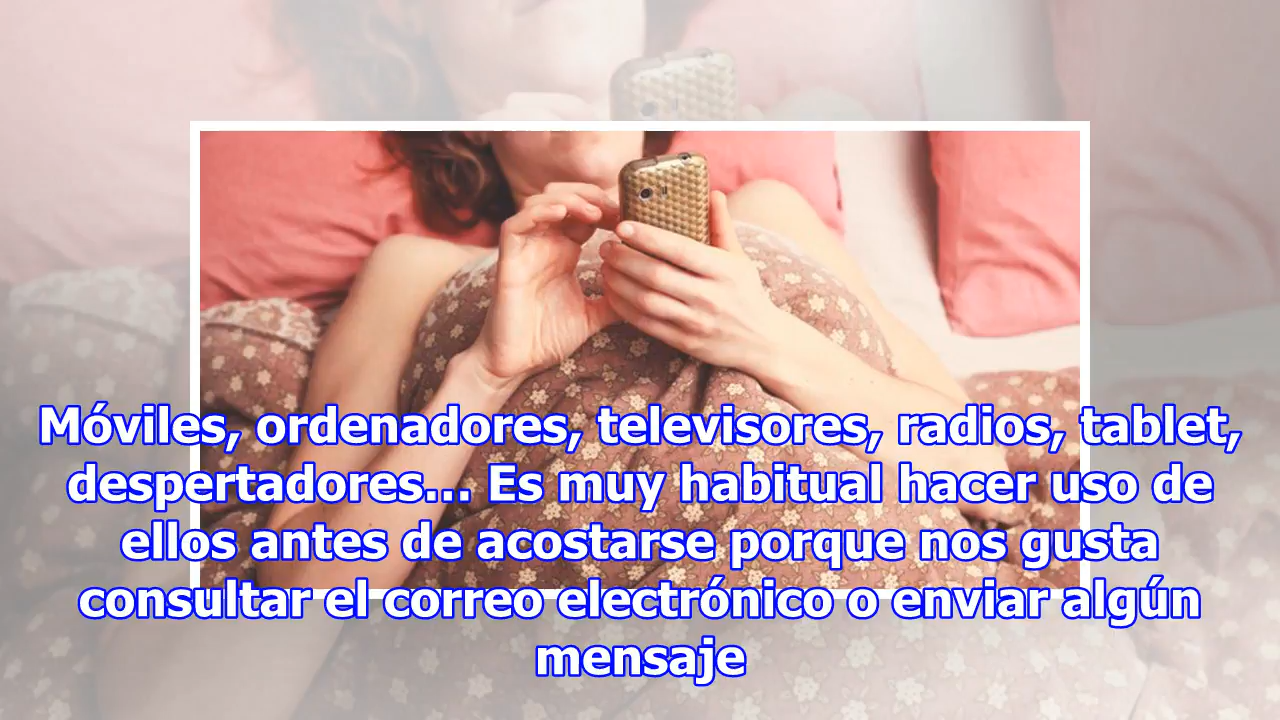 Móviles, ordenadores, televisores, radios, tablet,
despertadores... Es muy habitual hacer uso de
ellos antes de acostarse porque nos gusta
consultar el correo electrónico o enviar algún
mensaje